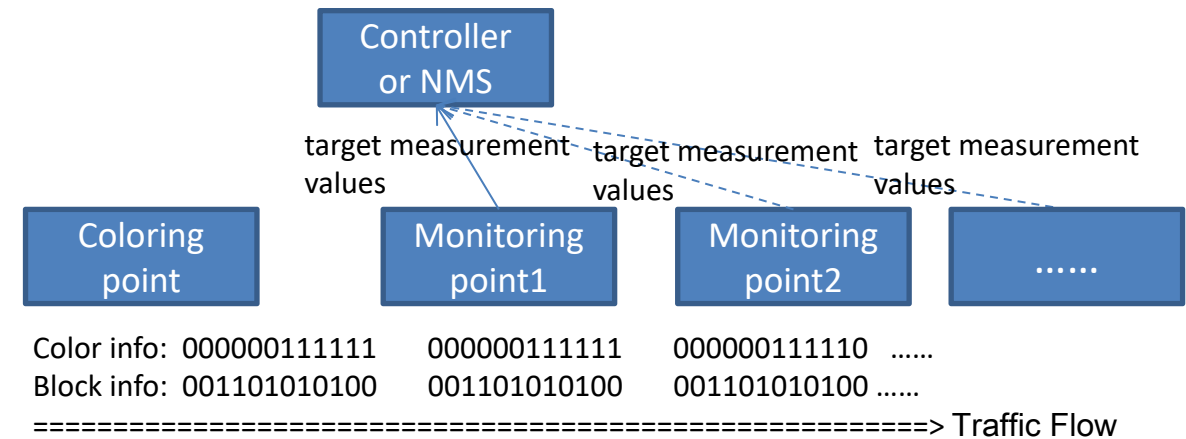 Controller
or NMS
target measurement
values
target measurement
values
target measurement
values
Coloring
point
Monitoring
point1
Monitoring
point2
......
Color info: 000000111111 000000111111 000000111110 ......
Block info: 001101010100 001101010100 001101010100 ......
========================================================> Traffic Flow